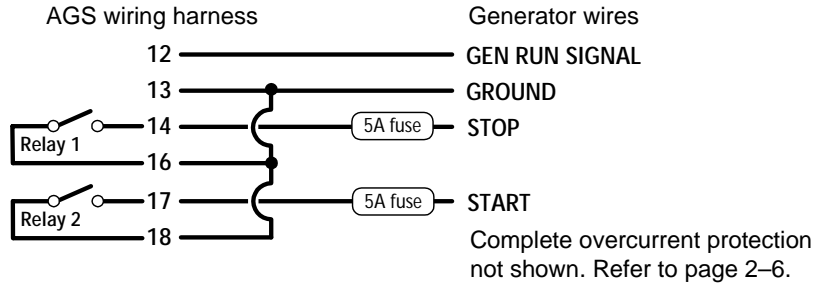 AGS wiring harness Generator wires
12 GEN RUN SIGNAL
13 GROUND
14 5A fuse STOP
Relay 1
16
17 5A fuse START
Relay 2
18
Complete overcurrent protection
not shown. Refer to page 2–6.